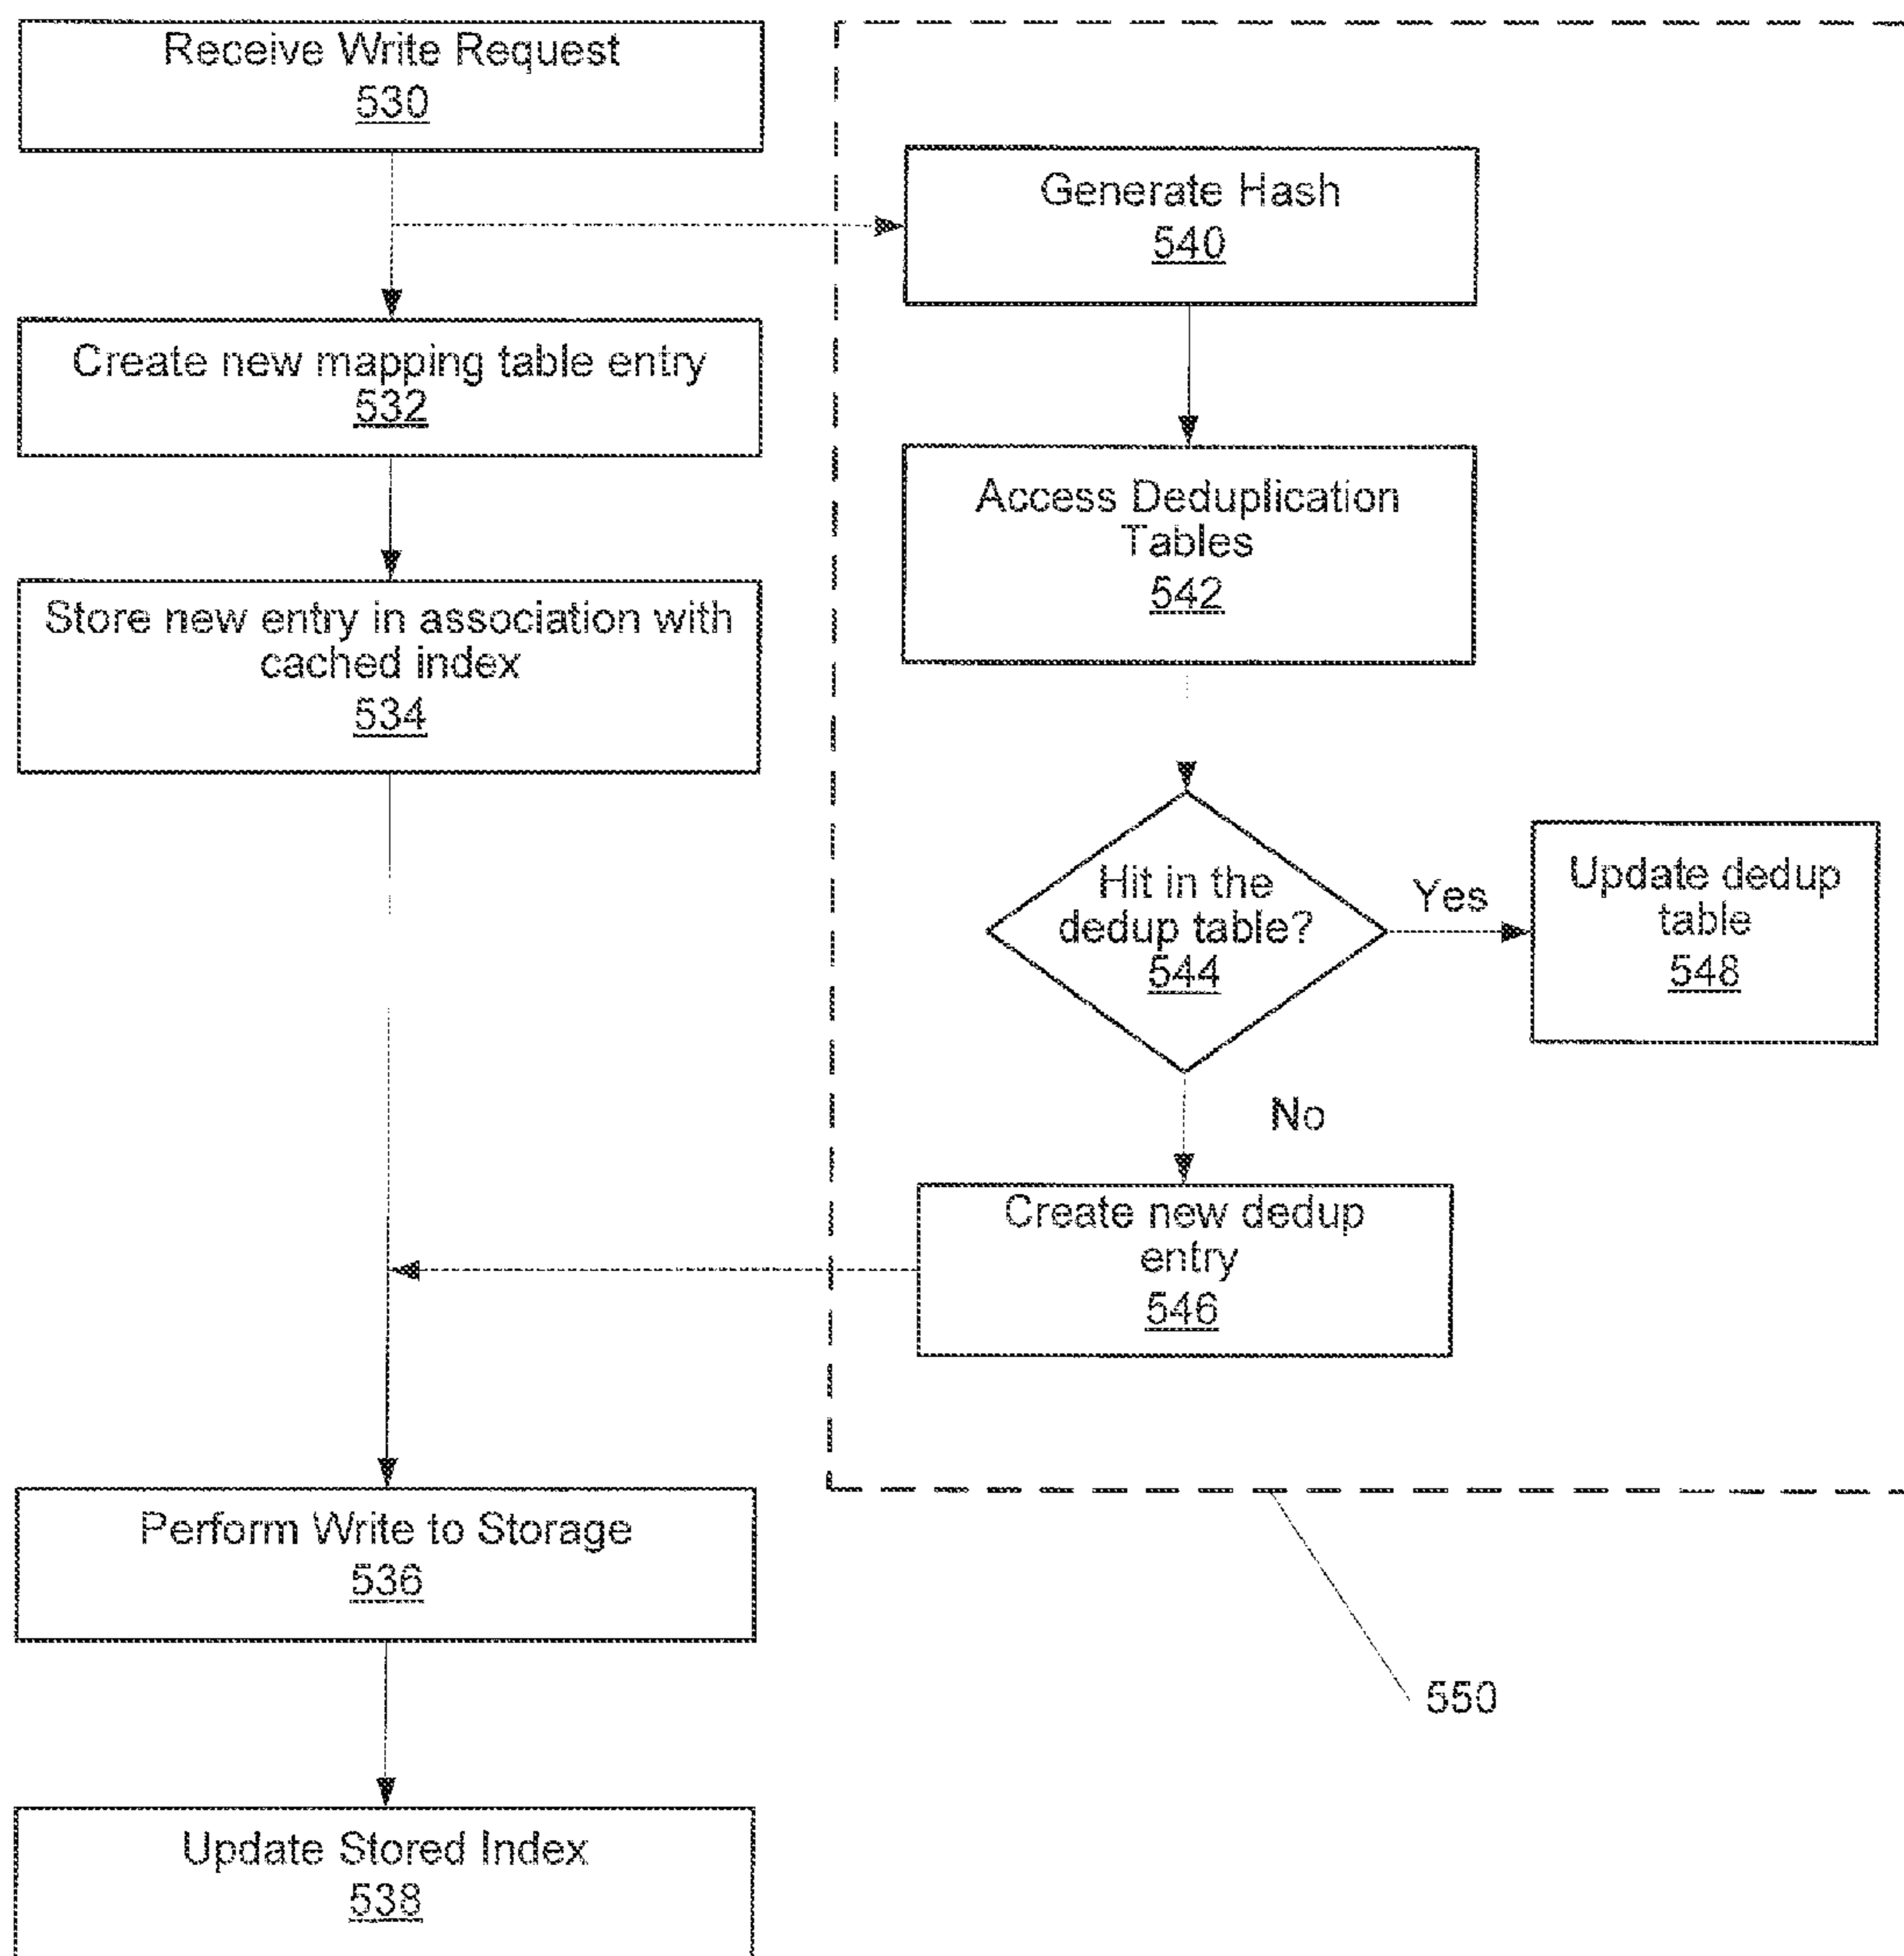 Receive Write Request
530
Create new mapping table entry
532
Store new entry in association with
cached index
534
Perform Write to Storage
536
Update Stored Index
538
Generate Hash
540
Access Deduplication
Tables
542
Hit in the
dedup table?
544
Yes
Update dedup
table
548
No
Create new dedup
entry
546
550